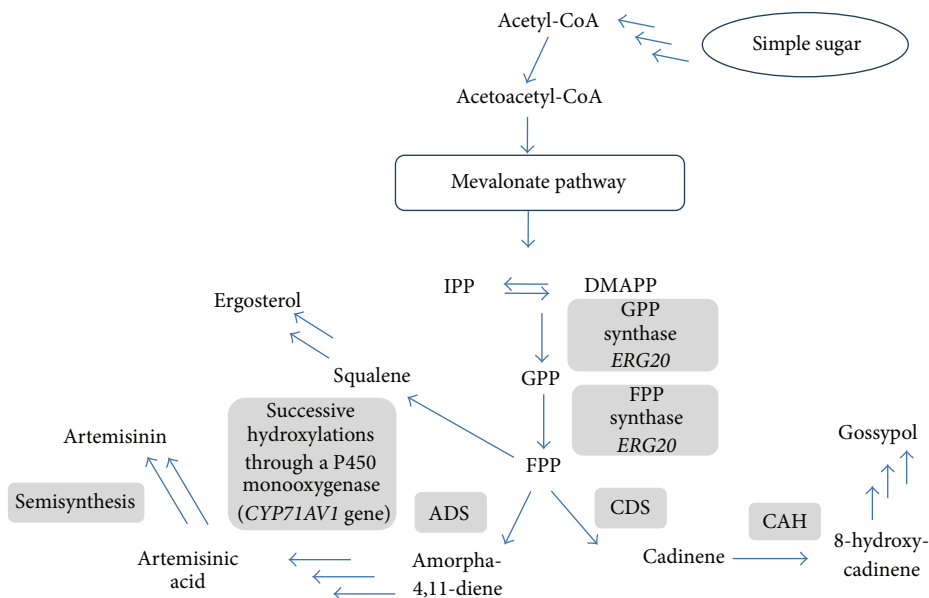 Acetyl-CoA
Simple sugar
Acetoacetyl-CoA
Mevalonate pathway
IPP
DMAPP
GPP
synthase
ERG20
Ergosterol
GPP
Squalene
FPP
synthase
ERG20
Successive
hydroxylations
through a P450
monooxygenase
(CYP71AV1 gene)
Artemisinin
Gossypol
FPP
Semisynthesis
ADS
CDS
CAH
Artemisinic
acid
Amorpha-
4,11-diene
Cadinene
8-hydroxy-
cadinene